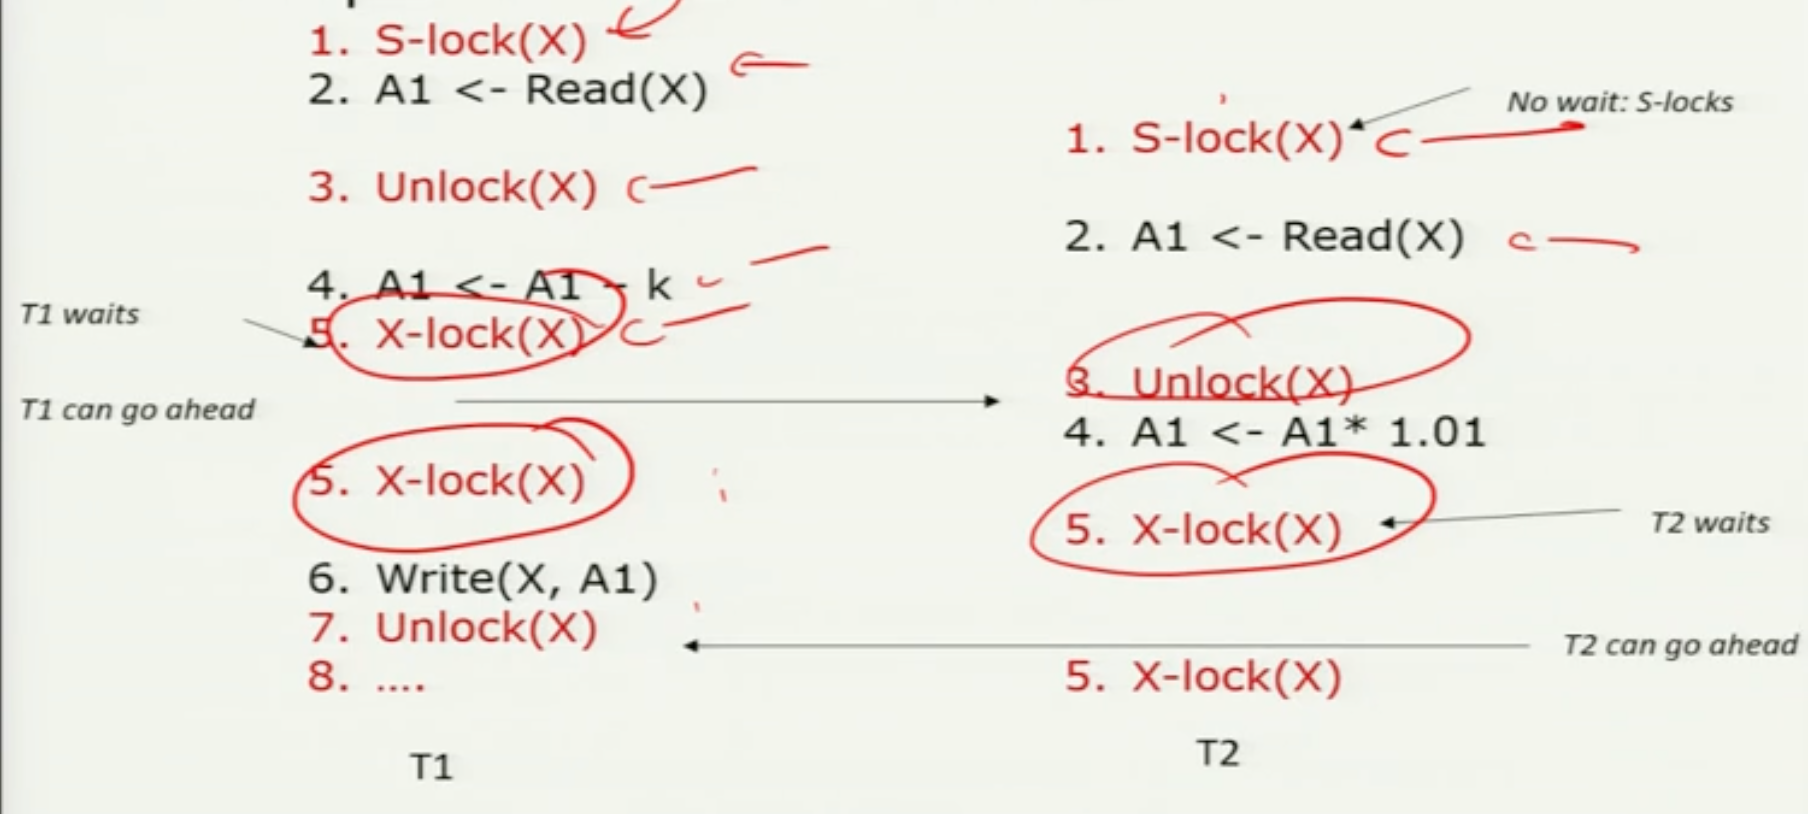 1. S-lock(X)
2. A1 <- Read(X)
No wait: S-locks
1. S-lock(X)
3. Unlock(X)
2. A1 <- Read(X)
4. A1 <- A1 - k
T1 waits
5. X-lock(X)
3. Unlock(X)
T1 can go ahead
4. A1 <- A1* 1.01
5. X-lock(X)
5. X-lock(X)
T2 waits
6. Write(X, A1)
7. Unlock(X)
T2 can go ahead
8. ....
5. X-lock(X)
T1
T2